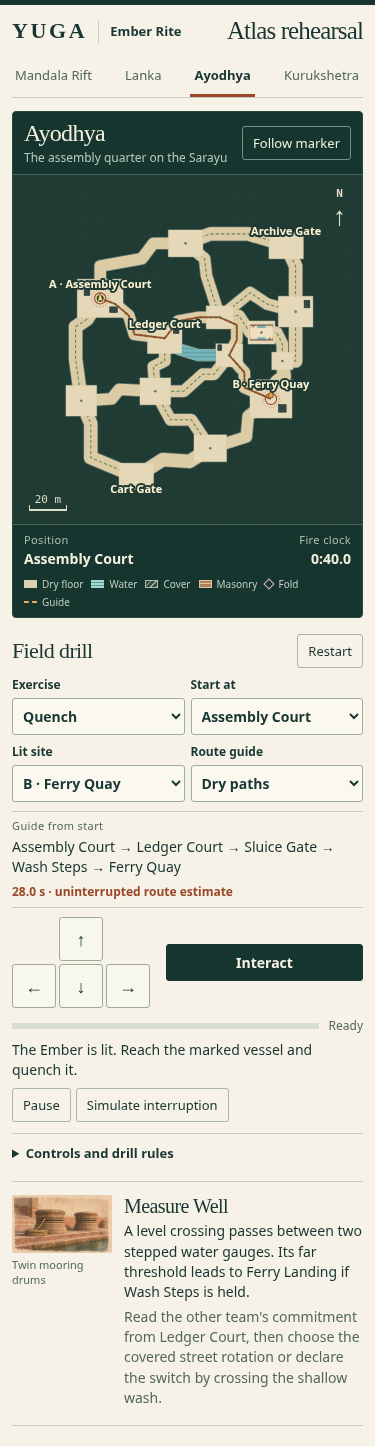 YUGA
Ember Rite
Atlas rehearsal
Mandala Rift
Lanka
Ayodhya
Kurukshetra
Ayodhya
The assembly quarter on the Sarayu
Follow marker
N
↑
Archive Gate
A · Assembly Court
Ledger Court
B · Ferry Quay
Cart Gate
20 m
Position
Fire clock
Assembly Court
0:40.0
Dry floor
Water
Cover
Masonry
Fold
Guide
Field drill
Restart
Exercise
Start at
Quench
Assembly Court
Lit site
Route guide
B · Ferry Quay
Dry paths
Guide from start
Assembly Court → Ledger Court → Sluice Gate →
Wash Steps → Ferry Quay
28.0 s · uninterrupted route estimate
↑
← ↓ →
Interact
Ready
The Ember is lit. Reach the marked vessel and
quench it.
Pause
Simulate interruption
Controls and drill rules
Twin mooring
drums
Measure Well
A level crossing passes between two
stepped water gauges. Its far
threshold leads to Ferry Landing if
Wash Steps is held.
Read the other team's commitment
from Ledger Court, then choose the
covered street rotation or declare
the switch by crossing the shallow
wash.